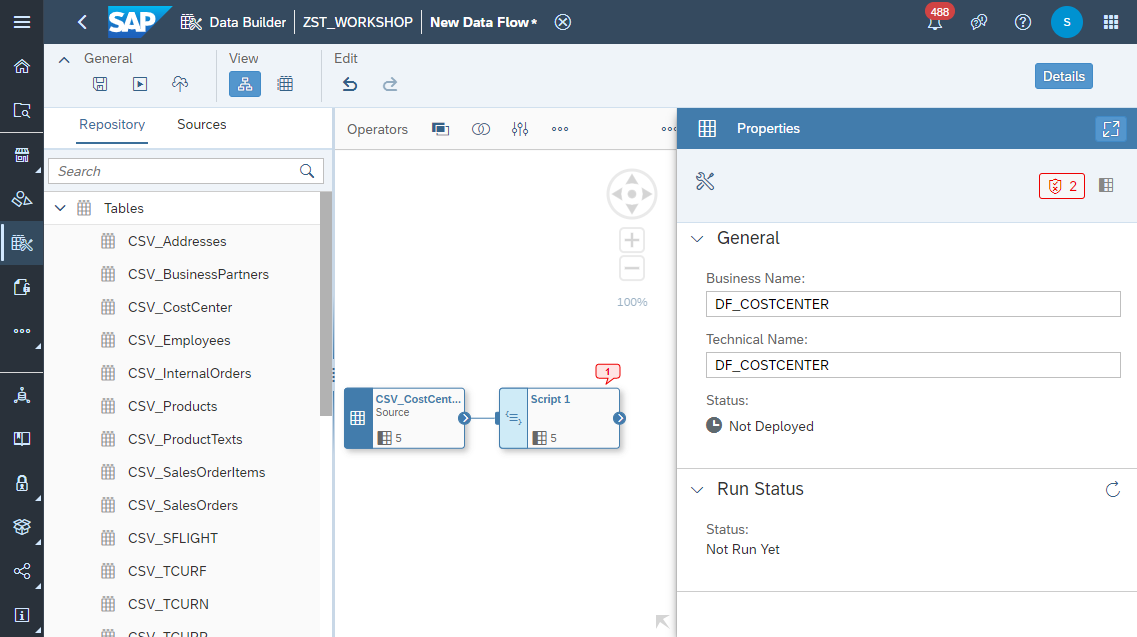 SAP Data Builder ZST_WORKSHOP New Data Flow* 488 S
General View Edit
Details
Repository Sources
Search
Tables
CSV_Addresses
CSV_BusinessPartners
CSV_CostCenter
CSV_Employees
CSV_InternalOrders
CSV_Products
CSV_ProductTexts
CSV_SalesOrderItems
CSV_SalesOrders
CSV_SFLIGHT
CSV_TCURF
CSV_TCURN
Operators
100%
CSV_CostCent...
Source
5
1
Script 1
5
Properties
2
General
Business Name:
DF_COSTCENTER
Technical Name:
DF_COSTCENTER
Status:
Not Deployed
Run Status
Status:
Not Run Yet